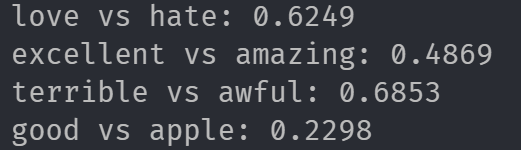 love vs hate: 0.6249
excellent vs amazing: 0.4869
terrible vs awful: 0.6853
good vs apple: 0.2298